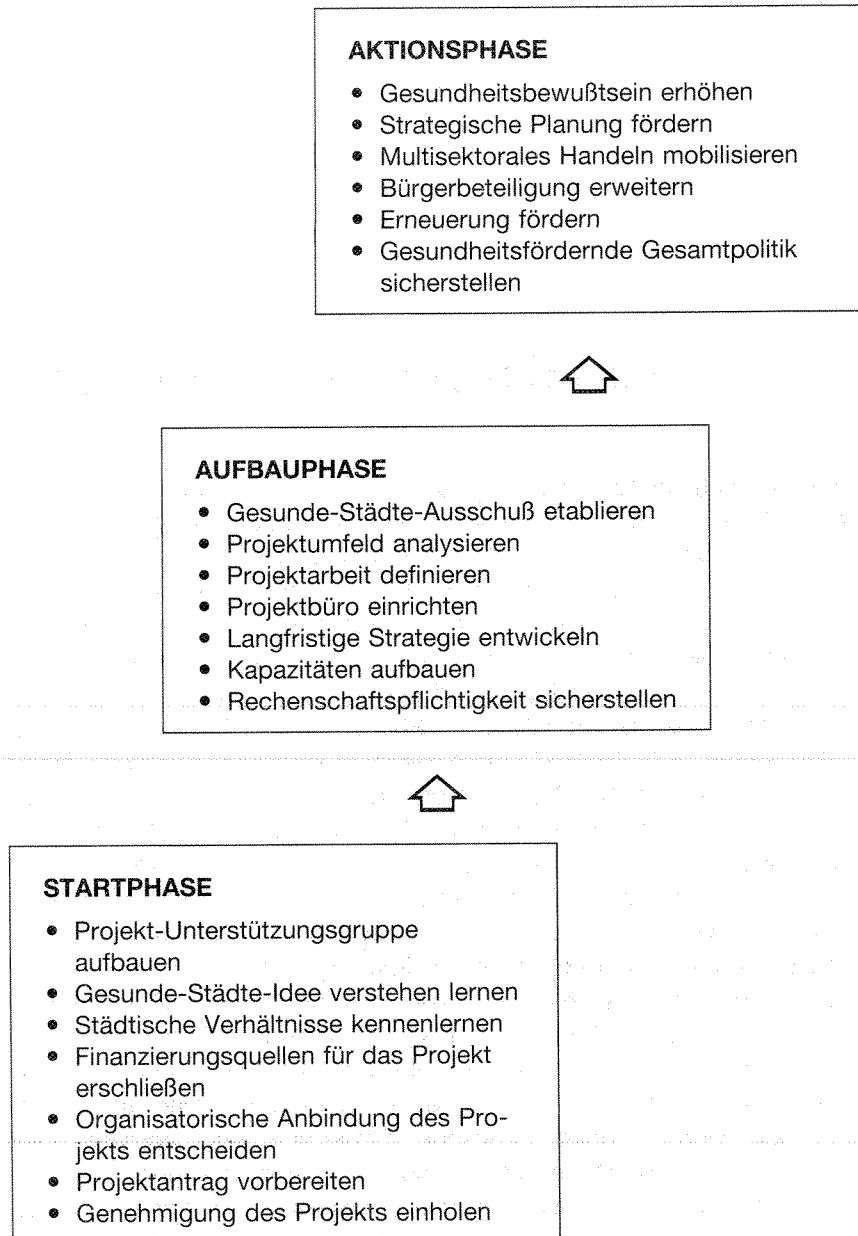 AKTIONSPHASE
• Gesundheitsbewußtsein erhöhen
• Strategische Planung fördern
• Multisektorales Handeln mobilisieren
• Bürgerbeteiligung erweitern
• Erneuerung fördern
• Gesundheitsfördernde Gesamtpolitik
sicherstellen
AUFBAUPHASE
• Gesunde-Städte-Ausschuß etablieren
• Projektumfeld analysieren
• Projektarbeit definieren
• Projektbüro einrichten
• Langfristige Strategie entwickeln
• Kapazitäten aufbauen
• Rechenschaftspflichtigkeit sicherstellen
STARTPHASE
• Projekt-Unterstützungsgruppe
aufbauen
• Gesunde-Städte-Idee verstehen lernen
• Städtische Verhältnisse kennenlernen
• Finanzierungsquellen für das Projekt
erschließen
• Organisatorische Anbindung des Pro-
jekts entscheiden
• Projektantrag vorbereiten
• Genehmigung des Projekts einholen